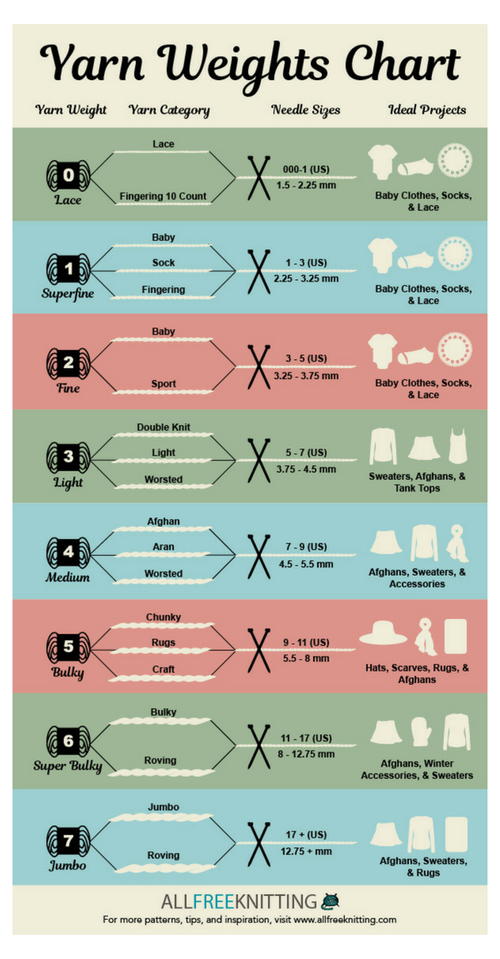 Yarn Weights Chart
Yarn Weight Yarn Category Needle Sizes Ideal Projects
0
Lace
Lace
Fingering 10 Count
000-1 (US)
1.5 - 2.25 mm
Baby Clothes, Socks,
& Lace
1
Superfine
Baby
Sock
Fingering
1 - 3 (US)
2.25 - 3.25 mm
Baby Clothes, Socks,
& Lace
2
Fine
Baby
Sport
3 - 5 (US)
3.25 - 3.75 mm
Baby Clothes, Socks,
& Lace
3
Light
Double Knit
Light
Worsted
5 - 7 (US)
3.75 - 4.5 mm
Sweaters, Afghans, &
Tank Tops
4
Medium
Afghan
Aran
Worsted
7 - 9 (US)
4.5 - 5.5 mm
Afghans, Sweaters, &
Accessories
5
Bulky
Chunky
Rugs
Craft
9 - 11 (US)
5.5 - 8 mm
Hats, Scarves, Rugs, &
Afghans
6
Super Bulky
Bulky
Roving
11 - 17 (US)
8 - 12.75 mm
Afghans, Winter
Accessories, & Sweaters
7
Jumbo
Jumbo
Roving
17 + (US)
12.75 + mm
Afghans, Sweaters,
& Rugs
ALLFREEKNITTING
For more patterns, tips, and inspiration, visit www.allfreeknitting.com